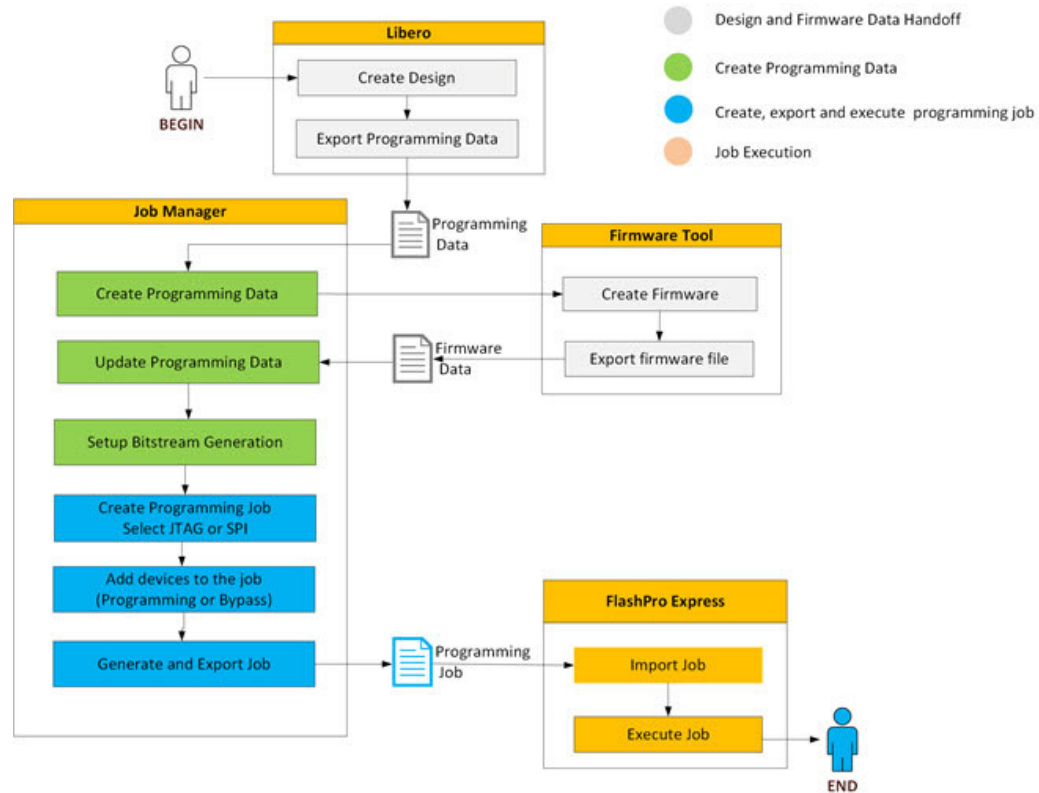 Libero
Create Design
Export Programming Data
BEGIN
Design and Firmware Data Handoff
Create Programming Data
Create, export and execute programming job
Job Execution
Job Manager
Programming
Data
Firmware Tool
Create Programming Data
Create Firmware
Update Programming Data
Firmware
Data
Export firmware file
Setup Bitstream Generation
Create Programming Job
Select JTAG or SPI
Add devices to the job
(Programming or Bypass)
Generate and Export Job
Programming
Job
FlashPro Express
Import Job
Execute Job
END